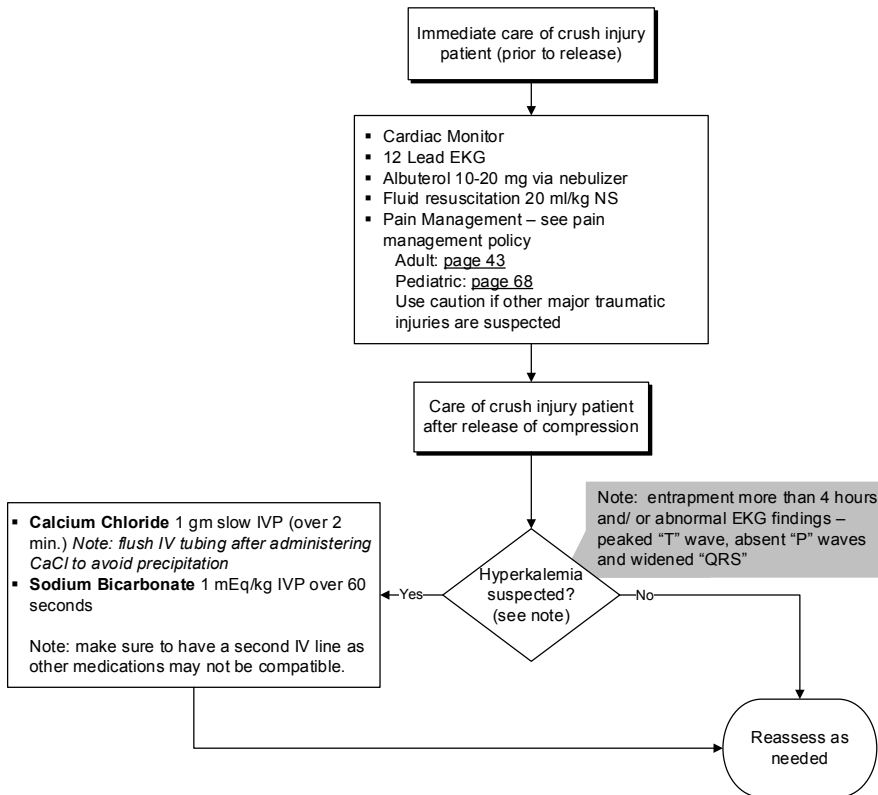 Immediate care of crush injury
patient (prior to release)
▪ Cardiac Monitor
▪ 12 Lead EKG
▪ Albuterol 10-20 mg via nebulizer
▪ Fluid resuscitation 20 ml/kg NS
▪ Pain Management – see pain
management policy
Adult: page 43
Pediatric: page 68
Use caution if other major traumatic
injuries are suspected
Care of crush injury patient
after release of compression
Note:  entrapment more than 4 hours
and/ or abnormal EKG findings –
peaked “T” wave, absent “P” waves
and widened “QRS”
Hyperkalemia
suspected?
(see note)
Yes
No
▪ Calcium Chloride 1 gm slow IVP (over 2
min.) Note: flush IV tubing after administering
CaCl to avoid precipitation
▪ Sodium Bicarbonate 1 mEq/kg IVP over 60
seconds
Note: make sure to have a second IV line as
other medications may not be compatible.
Reassess as
needed